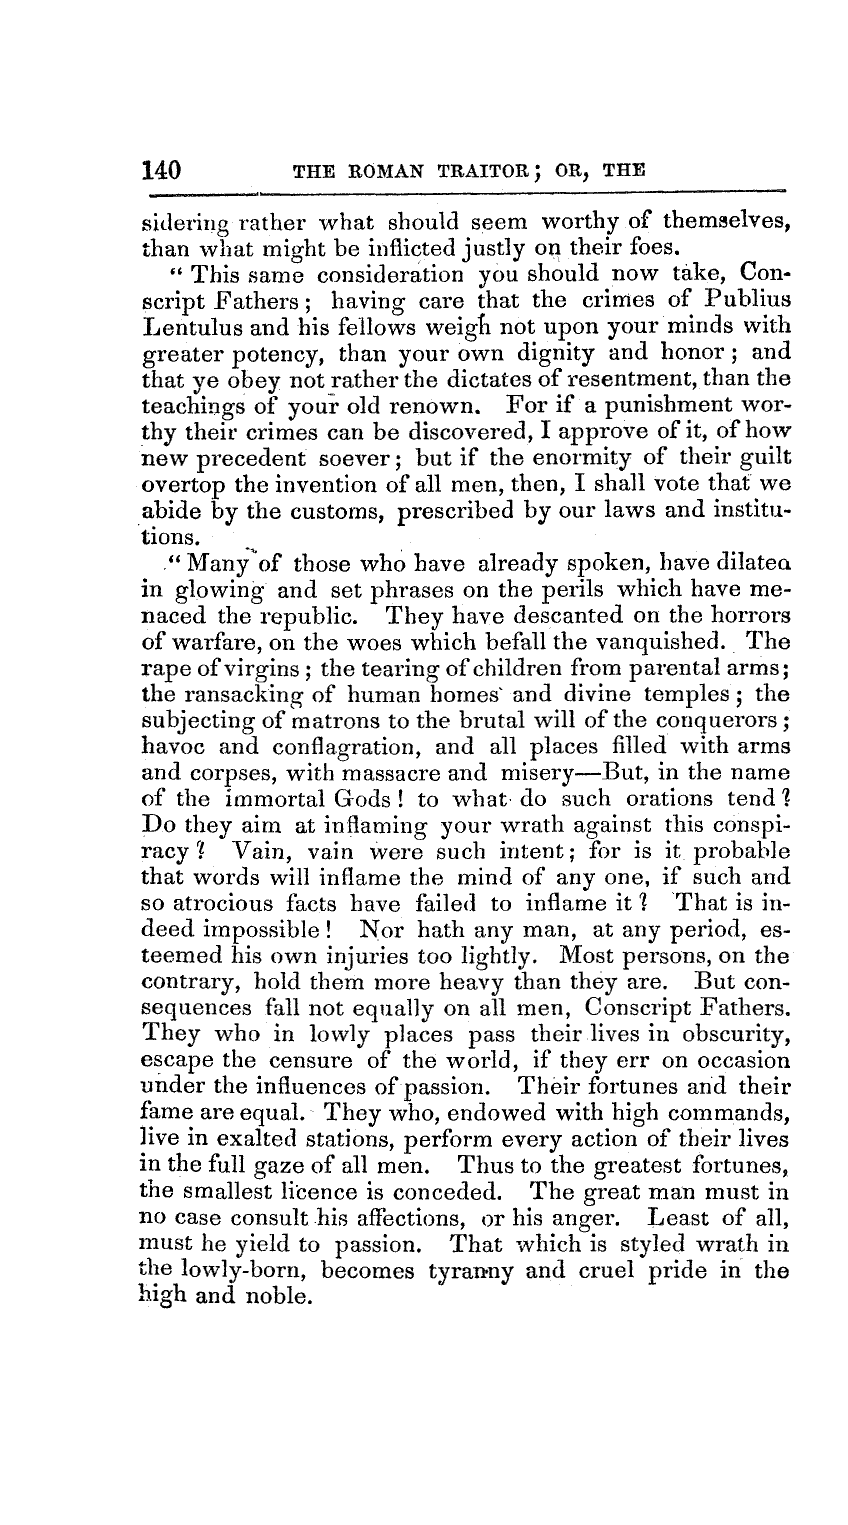 140 THE ROMAN TRAITOR; OR, THE
sidering rather what should seem worthy of themselves,
than what might be inflicted justly on their foes.
“ This same consideration you should now take, Con-
script Fathers ; having care that the crimes of Publius
Lentulus and his fellows weigh not upon your minds with
greater potency, than your own dignity and honor ; and
that ye obey not rather the dictates of resentment, than the
teachings of your old renown. For if a punishment wor-
thy their crimes can be discovered, I approve of it, of how
new precedent soever ; but if the enormity of their guilt
overtop the invention of all men, then, I shall vote that we
abide by the customs, prescribed by our laws and institu-
tions.
“ Many of those who have already spoken, have dilated
in glowing and set phrases on the perils which have me-
naced the republic. They have descanted on the horrors
of warfare, on the woes which befall the vanquished. The
rape of virgins ; the tearing of children from parental arms ;
the ransacking of human homes and divine temples ; the
subjecting of matrons to the brutal will of the conquerors ;
havoc and conflagration, and all places filled with arms
and corpses, with massacre and misery—But, in the name
of the immortal Gods ! to what do such orations tend ?
Do they aim at inflaming your wrath against this conspi-
racy ? Vain, vain were such intent ; for is it probable
that words will inflame the mind of any one, if such and
so atrocious facts have failed to inflame it ? That is in-
deed impossible ! Nor hath any man, at any period, es-
teemed his own injuries too lightly. Most persons, on the
contrary, hold them more heavy than they are. But con-
sequences fall not equally on all men, Conscript Fathers.
They who in lowly places pass their lives in obscurity,
escape the censure of the world, if they err on occasion
under the influences of passion. Their fortunes and their
fame are equal. They who, endowed with high commands,
live in exalted stations, perform every action of their lives
in the full gaze of all men. Thus to the greatest fortunes,
the smallest licence is conceded. The great man must in
no case consult his affections, or his anger. Least of all,
must he yield to passion. That which is styled wrath in
the lowly-born, becomes tyranny and cruel pride in the
high and noble.